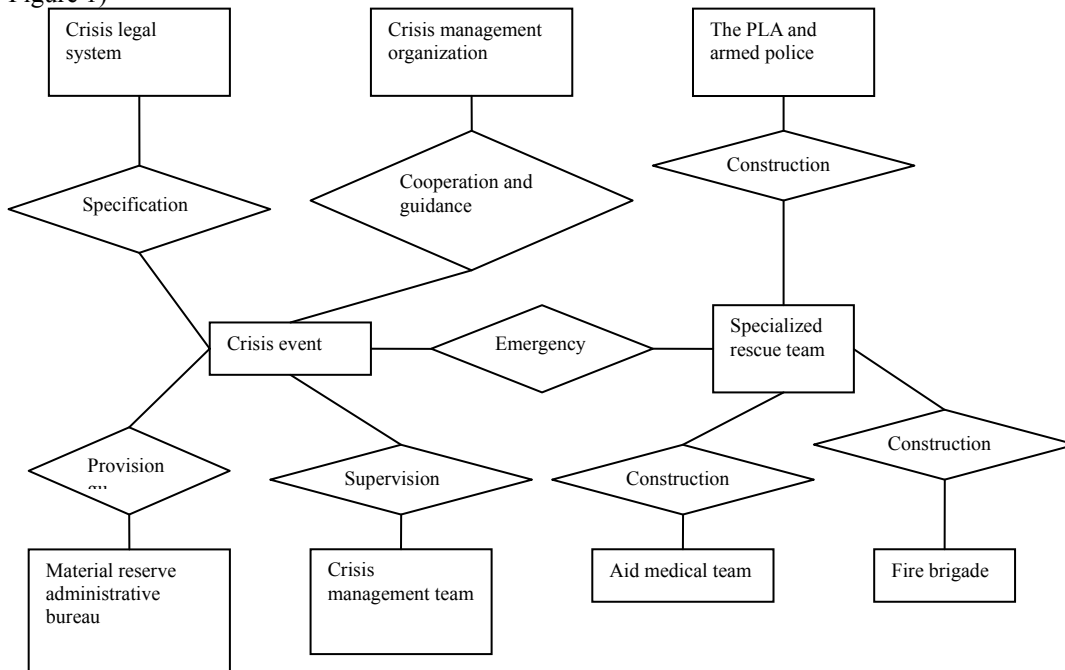 Figure 1)
Crisis legal
system
Crisis management
organization
The PLA and
armed police
Specification
Cooperation and
guidance
Construction
Crisis event
Emergency
Specialized
rescue team
Provision
Supervision
Construction
Construction
Material reserve
administrative
bureau
Crisis
management team
Aid medical team
Fire brigade